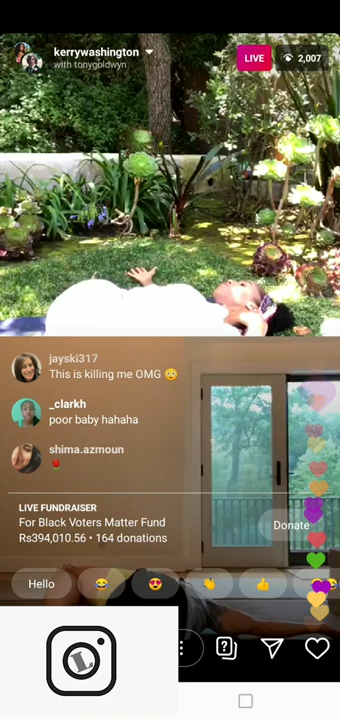 kerrywashington
LIVE
2,007
with tonygoldwyn
jayski317
This is killing me OMG 😳
_clarkh
poor baby hahaha
shima.azmoun
🌹
LIVE FUNDRAISER
For Black Voters Matter Fund
Donate
Rs394,010.56 • 164 donations
Hello
?
L